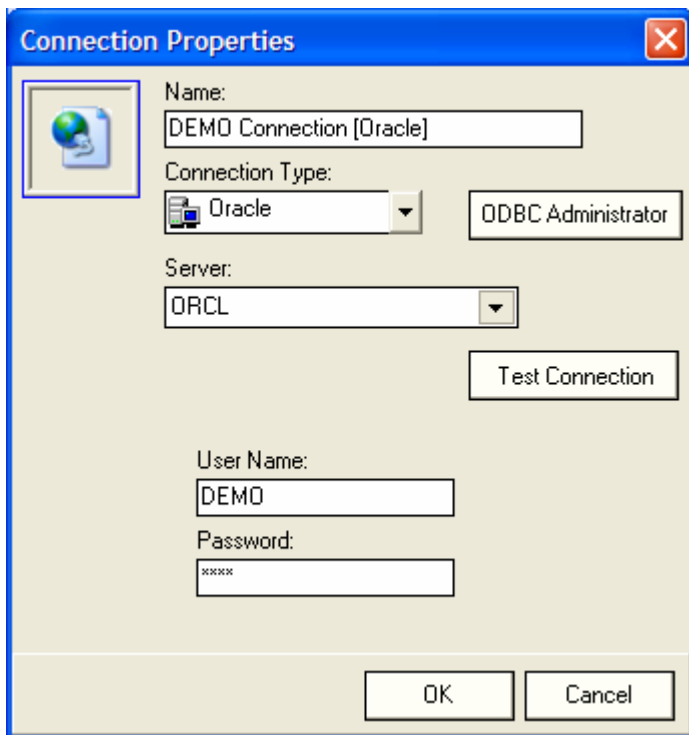 Connection Properties
Name:
DEMO Connection [Oracle]
Connection Type:
Oracle
ODBC Administrator
Server:
ORCL
Test Connection
User Name:
DEMO
Password:
****
OK
Cancel